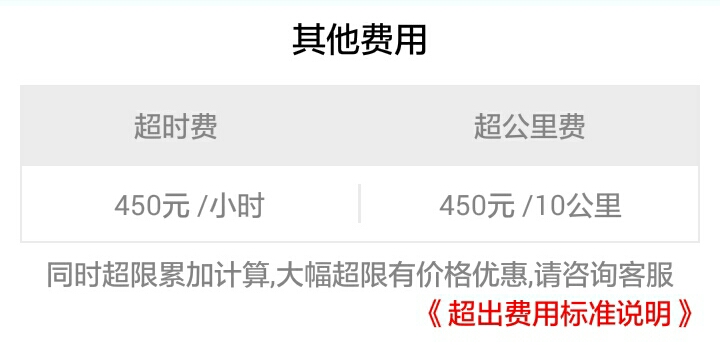 其他费用
超时费 超公里费
450元 /小时 450元 /10公里
同时超限累加计算,大幅超限有价格优惠,请咨询客服
《 超出费用标准说明 》